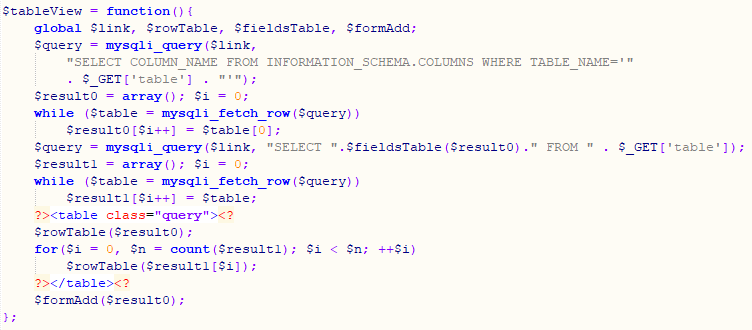 $tableView = function(){
global $link, $rowTable, $fieldsTable, $formAdd;
$query = mysqli_query($link,
"SELECT COLUMN_NAME FROM INFORMATION_SCHEMA.COLUMNS WHERE TABLE_NAME='"
. $_GET['table'] . "'");
$result0 = array(); $i = 0;
while ($table = mysqli_fetch_row($query))
$result0[$i++] = $table[0];
$query = mysqli_query($link, "SELECT ".$fieldsTable($result0)." FROM " . $_GET['table']);
$result1 = array(); $i = 0;
while ($table = mysqli_fetch_row($query))
$result1[$i++] = $table;
?><table class="query"><?
$rowTable($result0);
for($i = 0, $n = count($result1); $i < $n; ++$i)
$rowTable($result1[$i]);
?></table><?
$formAdd($result0);
};